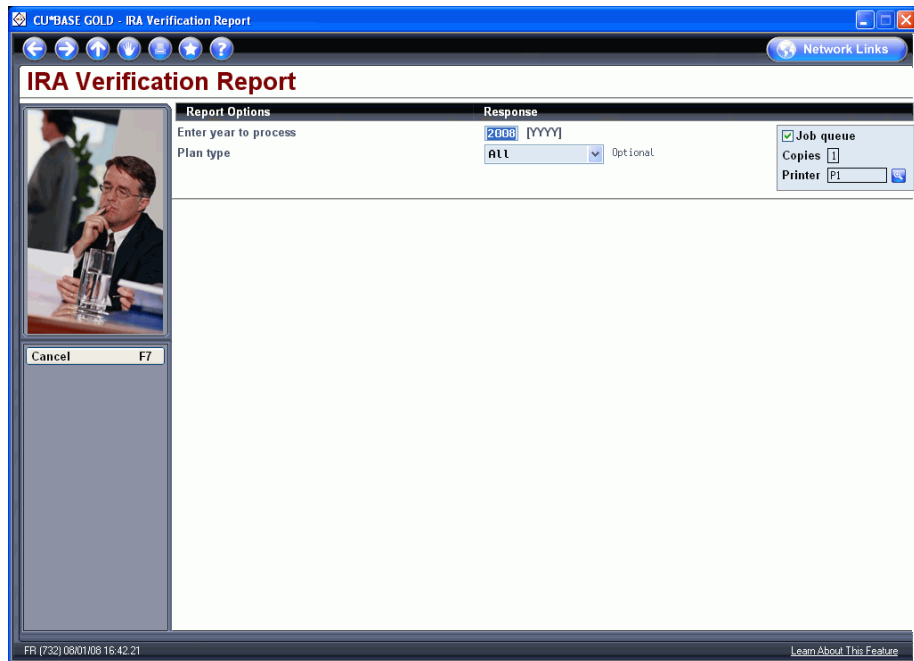 CU*BASE GOLD - IRA Verification Report
Network Links
IRA Verification Report
Report Options Response
Enter year to process 2008 [YYYY]
Plan type All Optional
Job queue
Copies 1
Printer P1
Cancel F7
FR (732) 08/01/08 16:42.21 Learn About This Feature